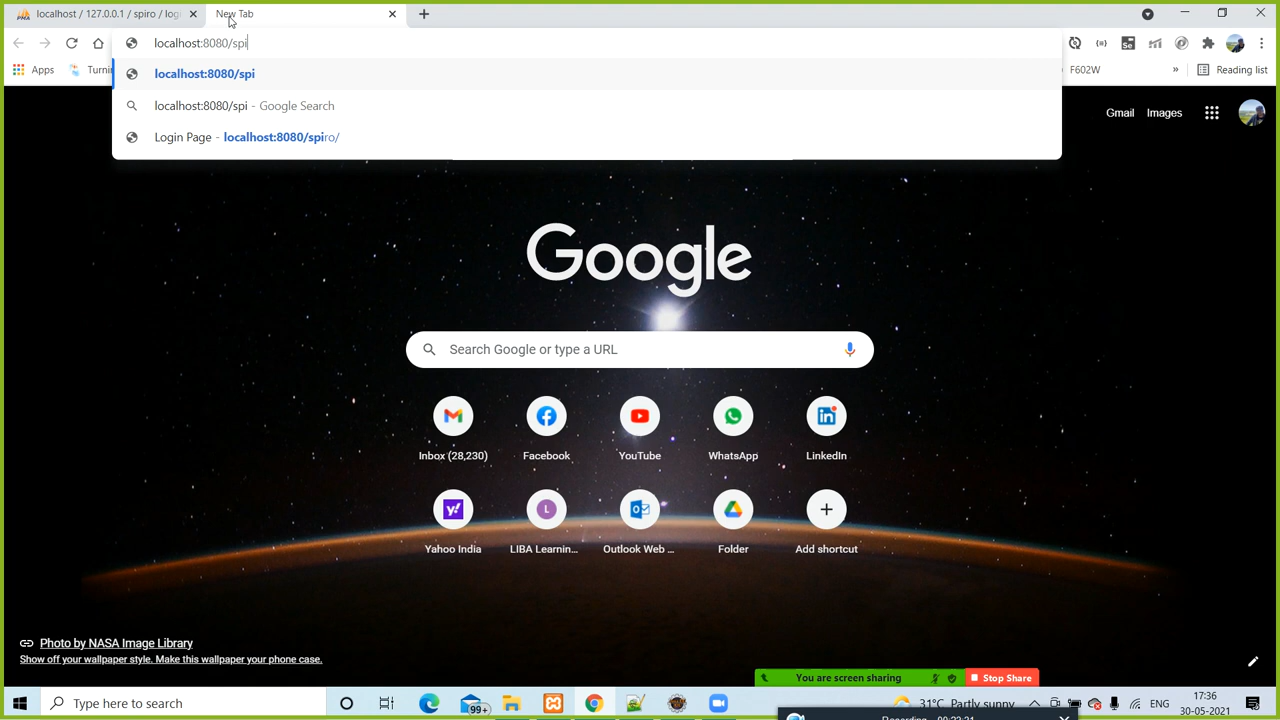 localhost / 127.0.0.1 / spiro / logi
New Tab
localhost:8080/spi
Apps
Turnin
F602W
»
Reading list
localhost:8080/spi
localhost:8080/spi - Google Search
Login Page - localhost:8080/spiro/
Gmail
Images
Google
Search Google or type a URL
Inbox (28,230)
Facebook
YouTube
WhatsApp
LinkedIn
L
Yahoo India
LIBA Learnin...
Outlook Web ...
Folder
Add shortcut
Photo by NASA Image Library
Show off your wallpaper style. Make this wallpaper your phone case.
You are screen sharing
Stop Share
Type here to search
99+
31°C Partly sunny
ENG
17:36
30-05-2021